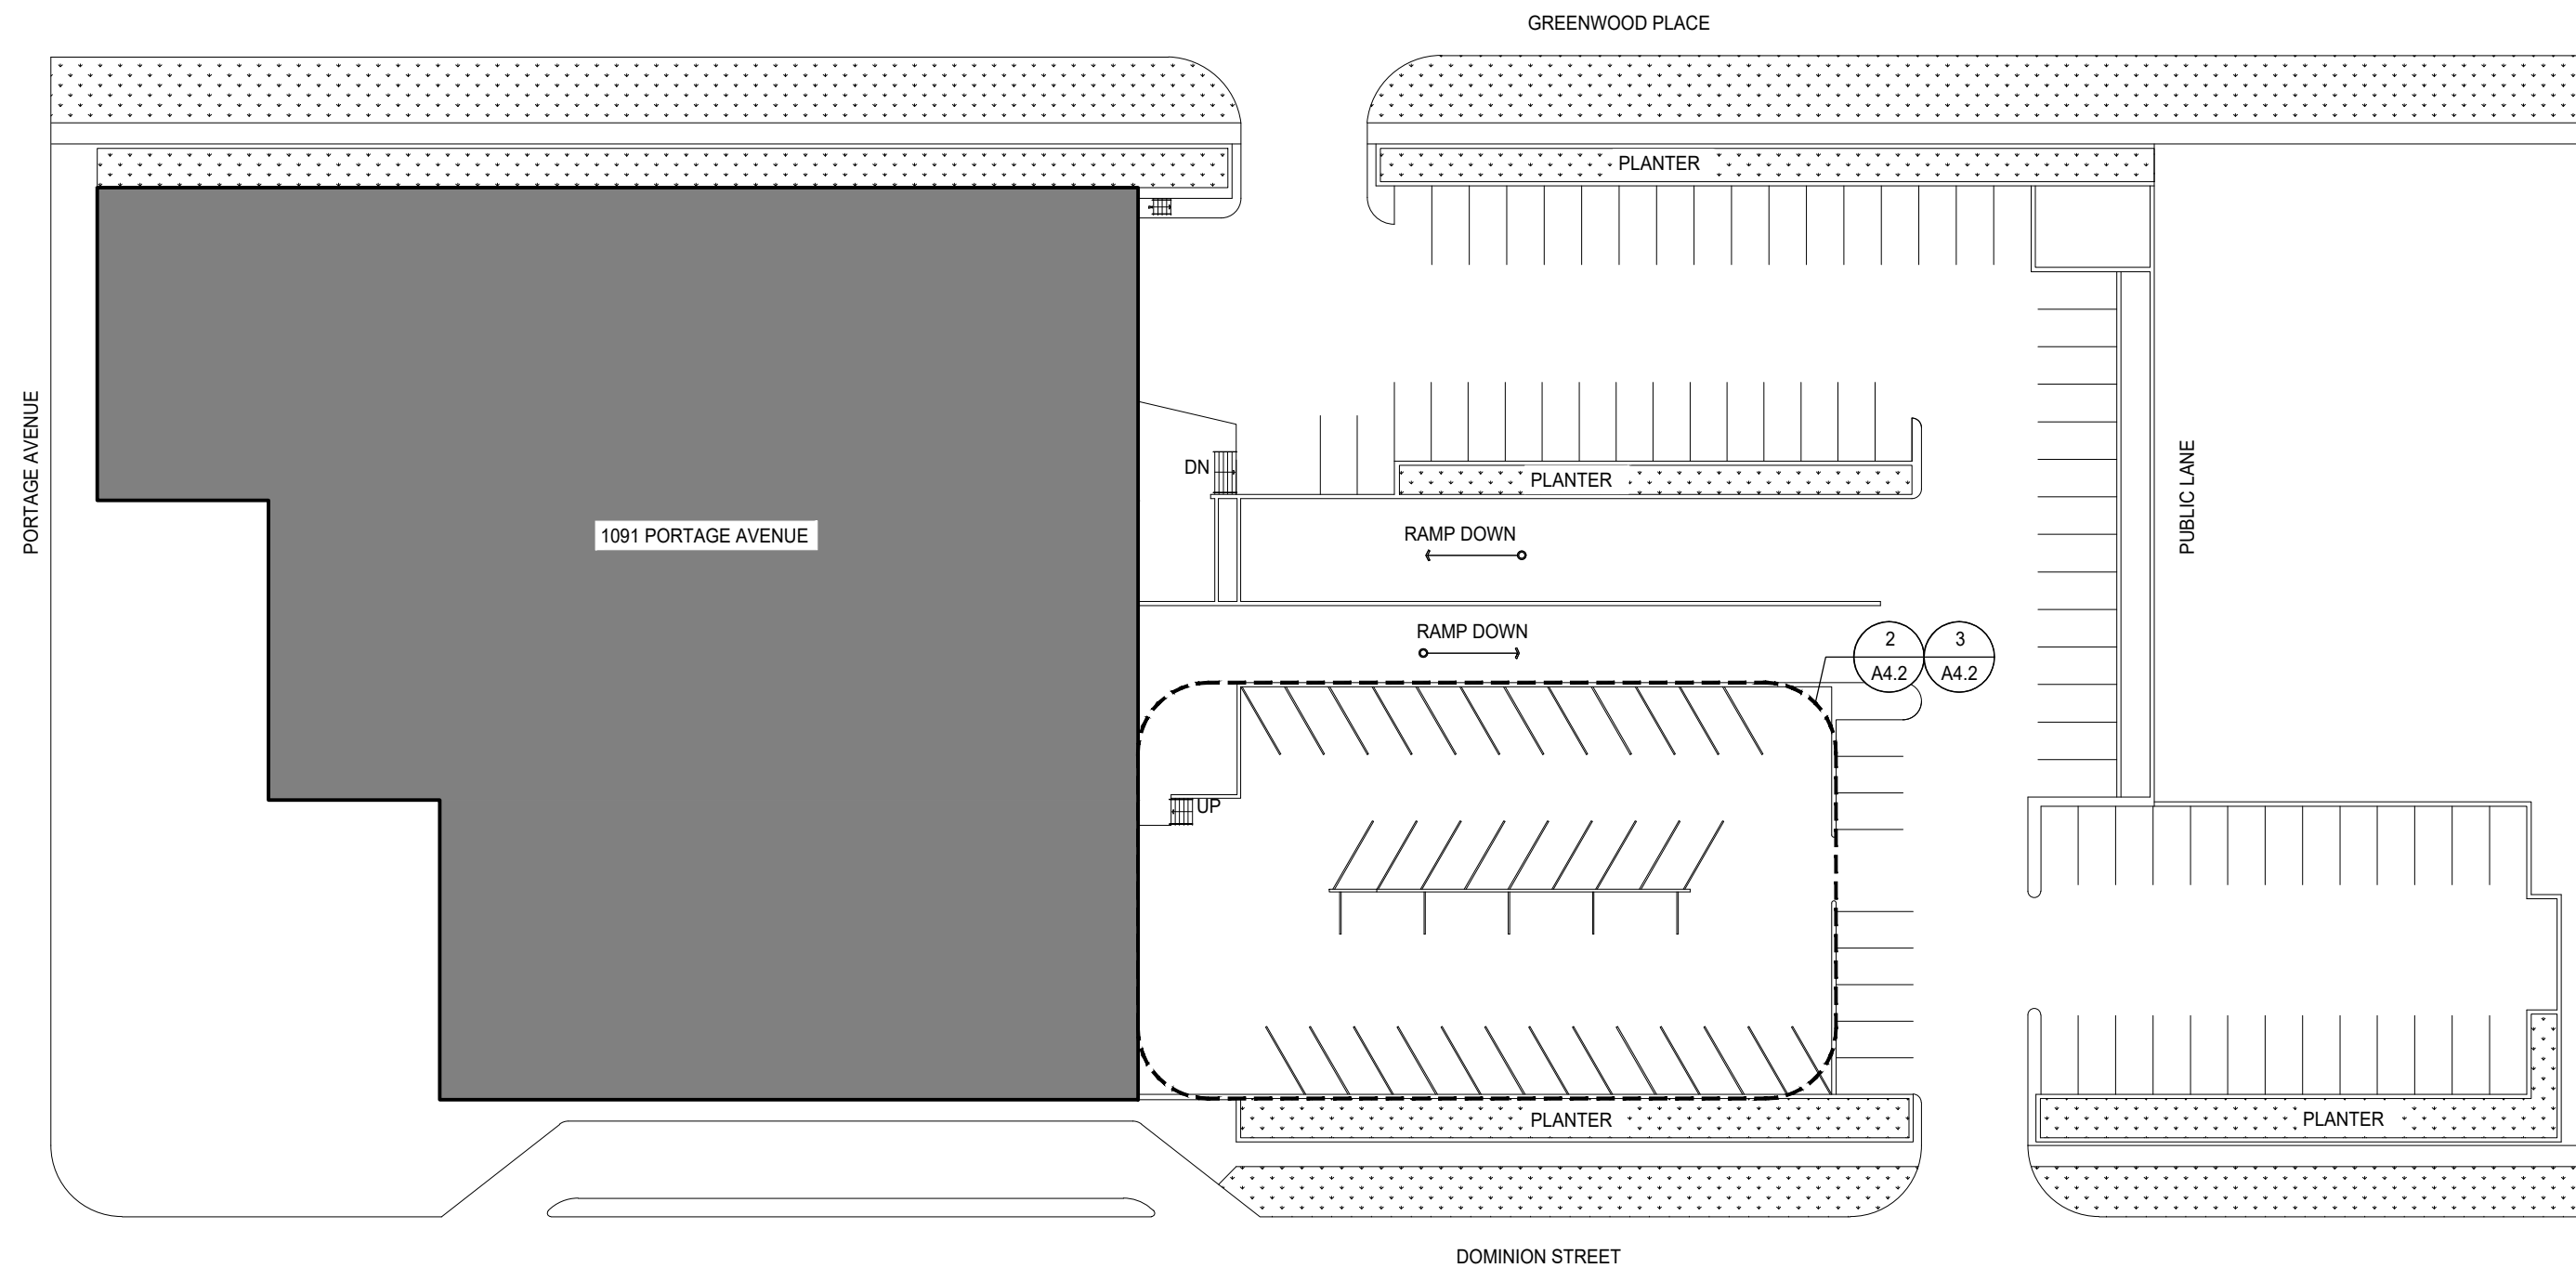 GREENWOOD PLACE
PLANTER
PORTAGE AVENUE
DN
PLANTER
PUBLIC LANE
1091 PORTAGE AVENUE
RAMP DOWN
RAMP DOWN
2
A4.2
3
A4.2
UP
PLANTER
PLANTER
DOMINION STREET